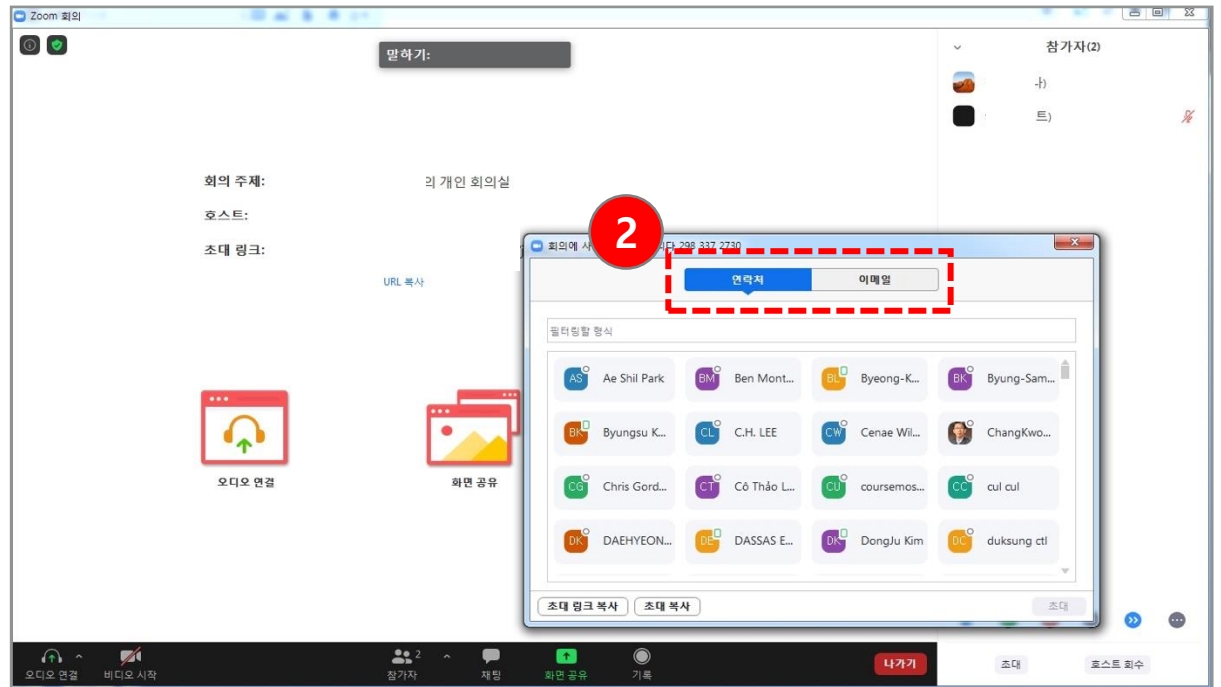 Zoom 회의
말하기:
참가자(2)
트)
회의 주제:
의 개인 회의실
호스트:
초대 링크:
URL 복사
2
회의에 사
니다 298 337 2730
연락처
이메일
필터링할 형식
AS Ae Shil Park
BM Ben Mont...
BL Byeong-K...
BK Byung-Sam...
BK Byungsu K...
CL C.H. LEE
CW Cenae Wil...
ChangKwo...
CG Chris Gord...
CT Cô Thảo L...
CU coursemos...
CC cul cul
DK DAEHYEON...
DE DASSAS E...
DK DongJu Kim
DC duksung ctl
초대 링크 복사
초대 복사
초대
오디오 연결
화면 공유
오디오 연결
비디오 시작
2
참가자
채팅
화면 공유
기록
나가기
초대
호스트 회수